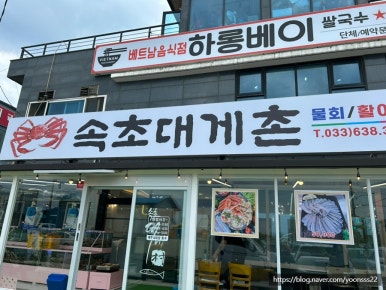 VIETNAM
베트남음식점 하롱베이 쌀국수
단체/예약문
속초대게촌 물회/활어
T.033)638.
https://blog.naver.com/yoonsss22